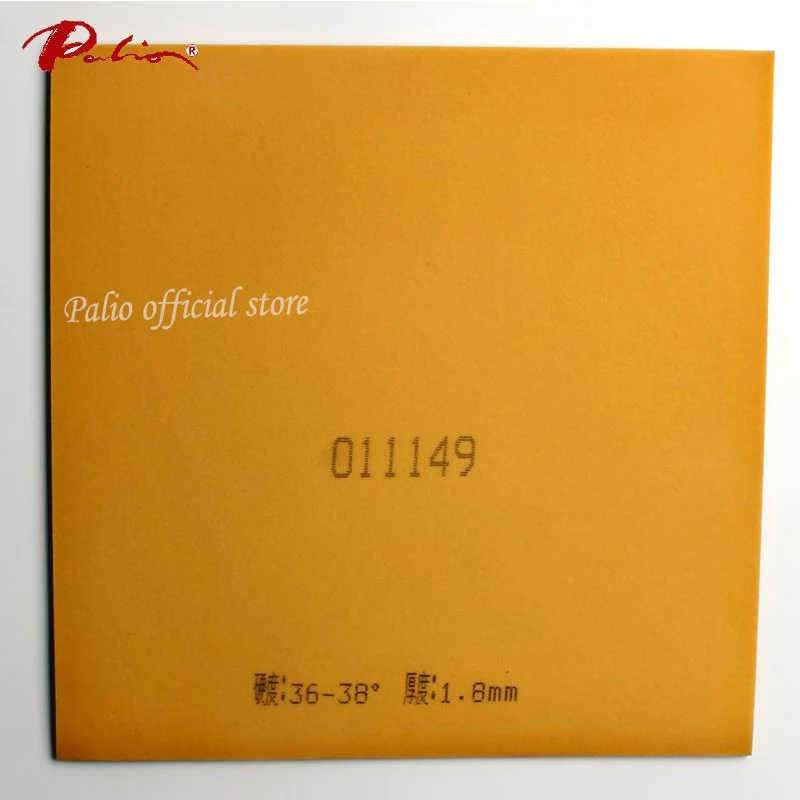 Palio®
Palio official store
011149
硬度:36-38° 厚度:1.8mm